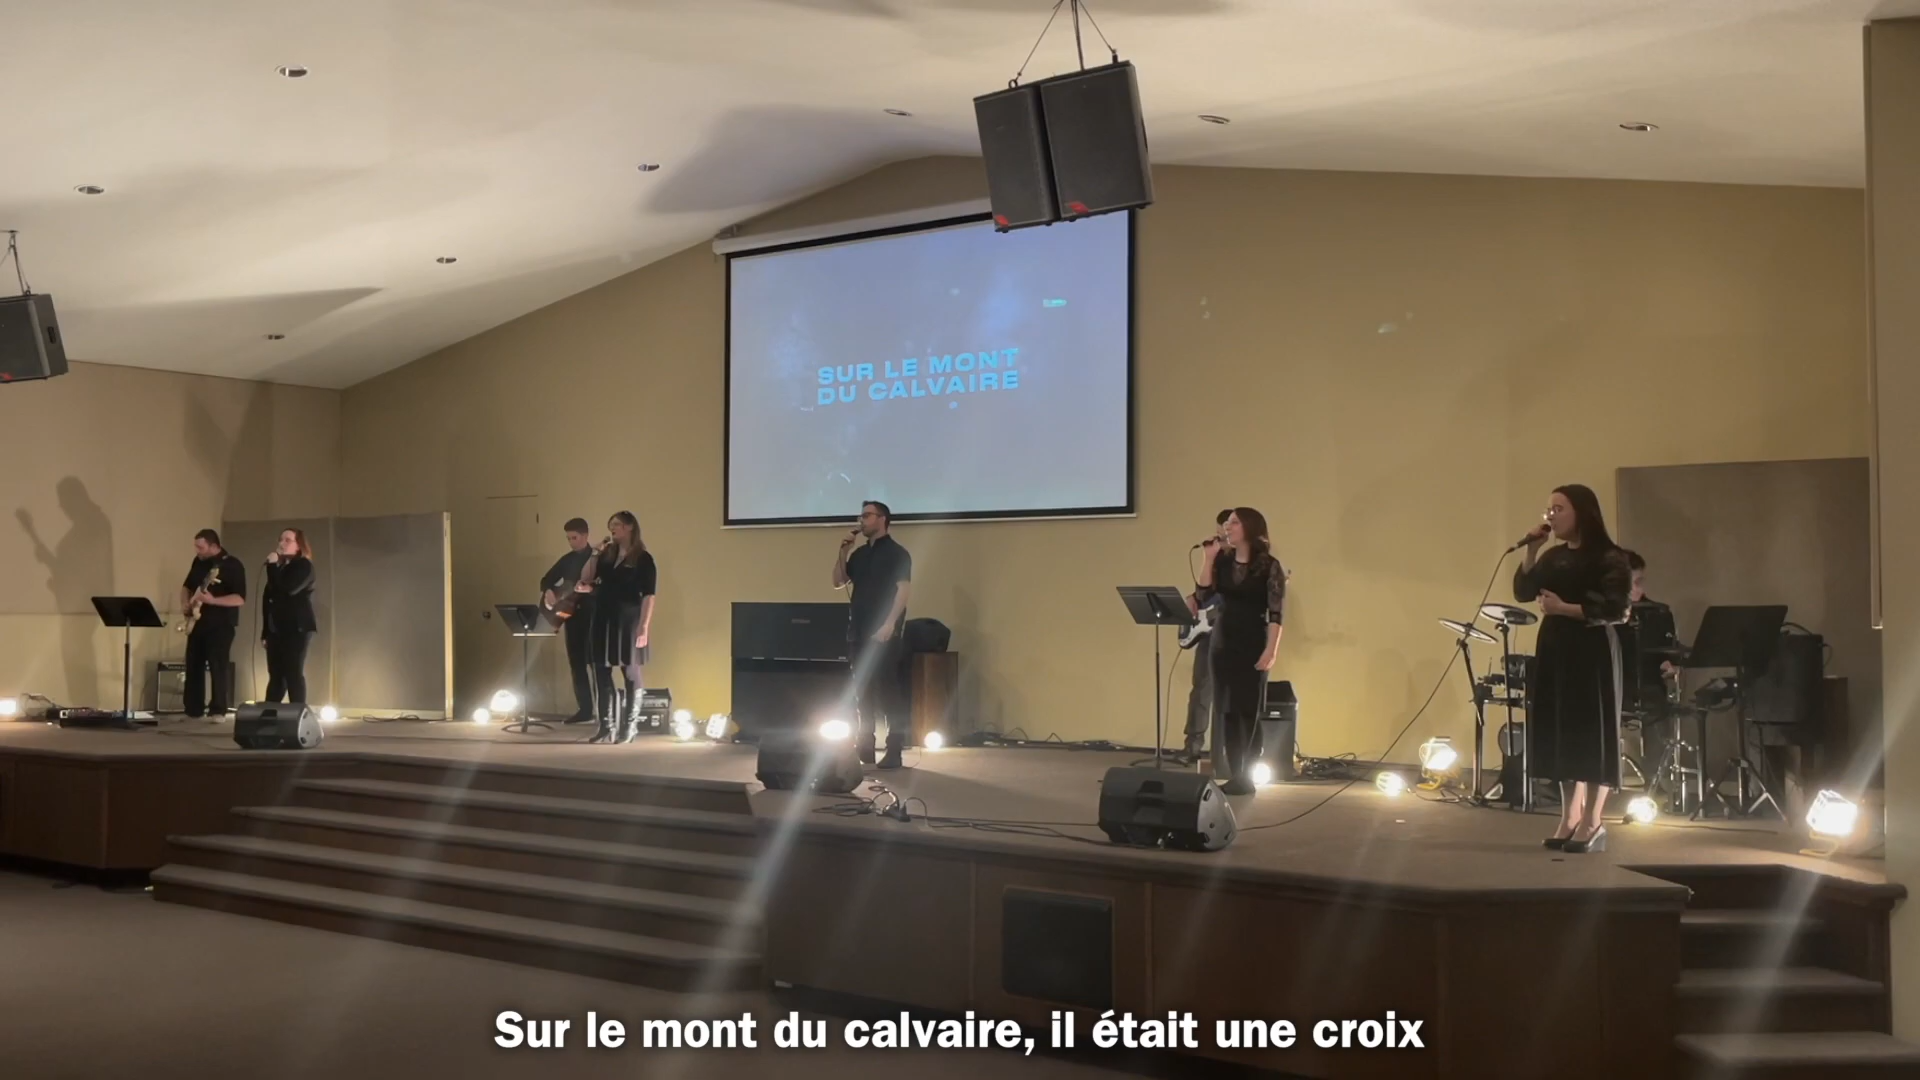 SUR LE MONT
DU CALVAIRE
Sur le mont du calvaire, il était une croix